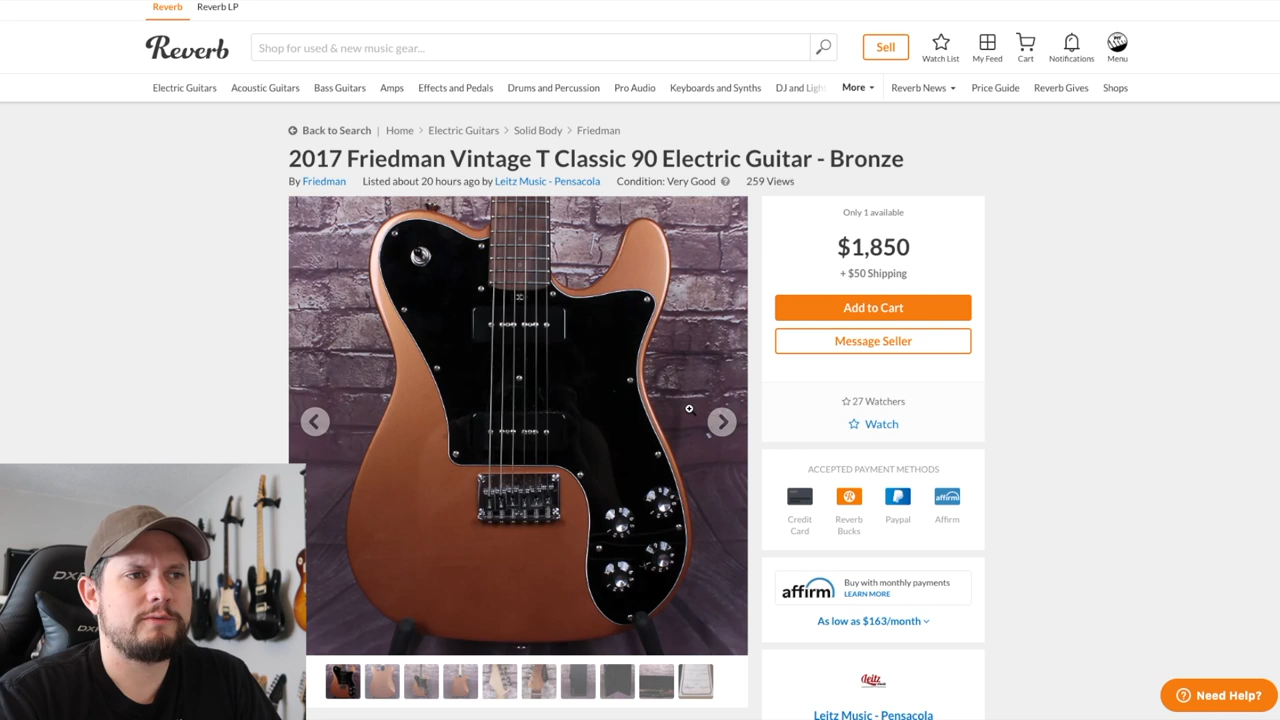 Reverb Reverb LP
Reverb
Shop for used & new music gear...
Sell
Watch List My Feed Cart Notifications Menu
Electric Guitars Acoustic Guitars Bass Guitars Amps Effects and Pedals Drums and Percussion Pro Audio Keyboards and Synths DJ and Ligh More Reverb News Price Guide Reverb Gives Shops
Back to Search | Home > Electric Guitars > Solid Body > Friedman
2017 Friedman Vintage T Classic 90 Electric Guitar - Bronze
By Friedman Listed about 20 hours ago by Leitz Music - Pensacola Condition: Very Good 259 Views
Only 1 available
$1,850
+ $50 Shipping
Add to Cart
Message Seller
27 Watchers
Watch
ACCEPTED PAYMENT METHODS
affirm
Credit Card Reverb Bucks Paypal Affirm
affirm
Buy with monthly payments
LEARN MORE
As low as $163/month
Leitz
Leitz Music - Pensacola
Need Help?
DX
DX